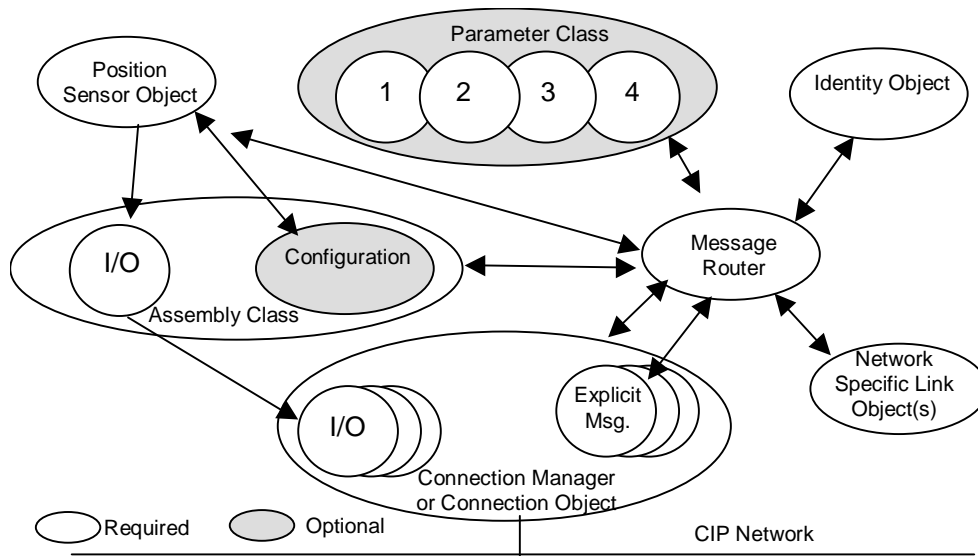 Parameter Class
1 2 3 4
Position
Sensor Object
Identity Object
I/O
Configuration
Assembly Class
Message
Router
Network
Specific Link
Object(s)
I/O
Explicit
Msg.
Connection Manager
or Connection Object
Required
Optional
CIP Network